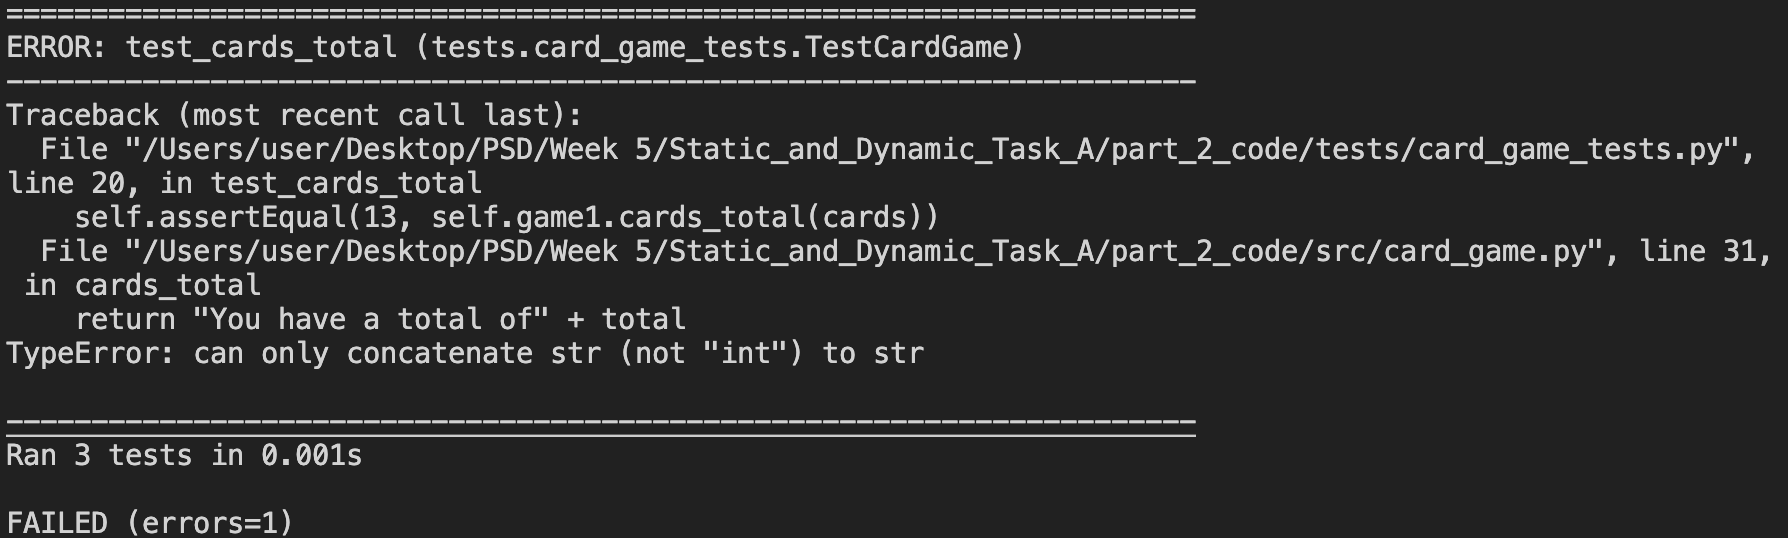 ======================================================================
ERROR: test_cards_total (tests.card_game_tests.TestCardGame)
----------------------------------------------------------------------
Traceback (most recent call last):
  File "/Users/user/Desktop/PSD/Week 5/Static_and_Dynamic_Task_A/part_2_code/tests/card_game_tests.py",
line 20, in test_cards_total
    self.assertEqual(13, self.game1.cards_total(cards))
  File "/Users/user/Desktop/PSD/Week 5/Static_and_Dynamic_Task_A/part_2_code/src/card_game.py", line 31,
 in cards_total
    return "You have a total of" + total
TypeError: can only concatenate str (not "int") to str

----------------------------------------------------------------------
Ran 3 tests in 0.001s

FAILED (errors=1)